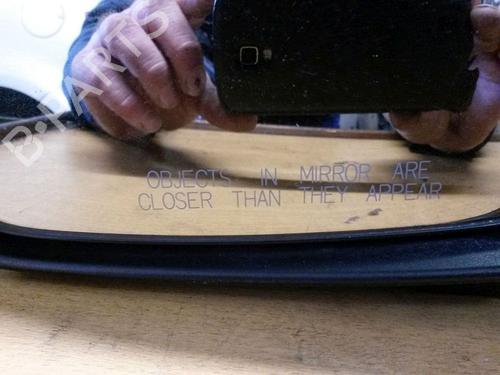 B-PARTS
OBJECTS IN MIRROR ARE
CLOSER THAN THEY APPEAR